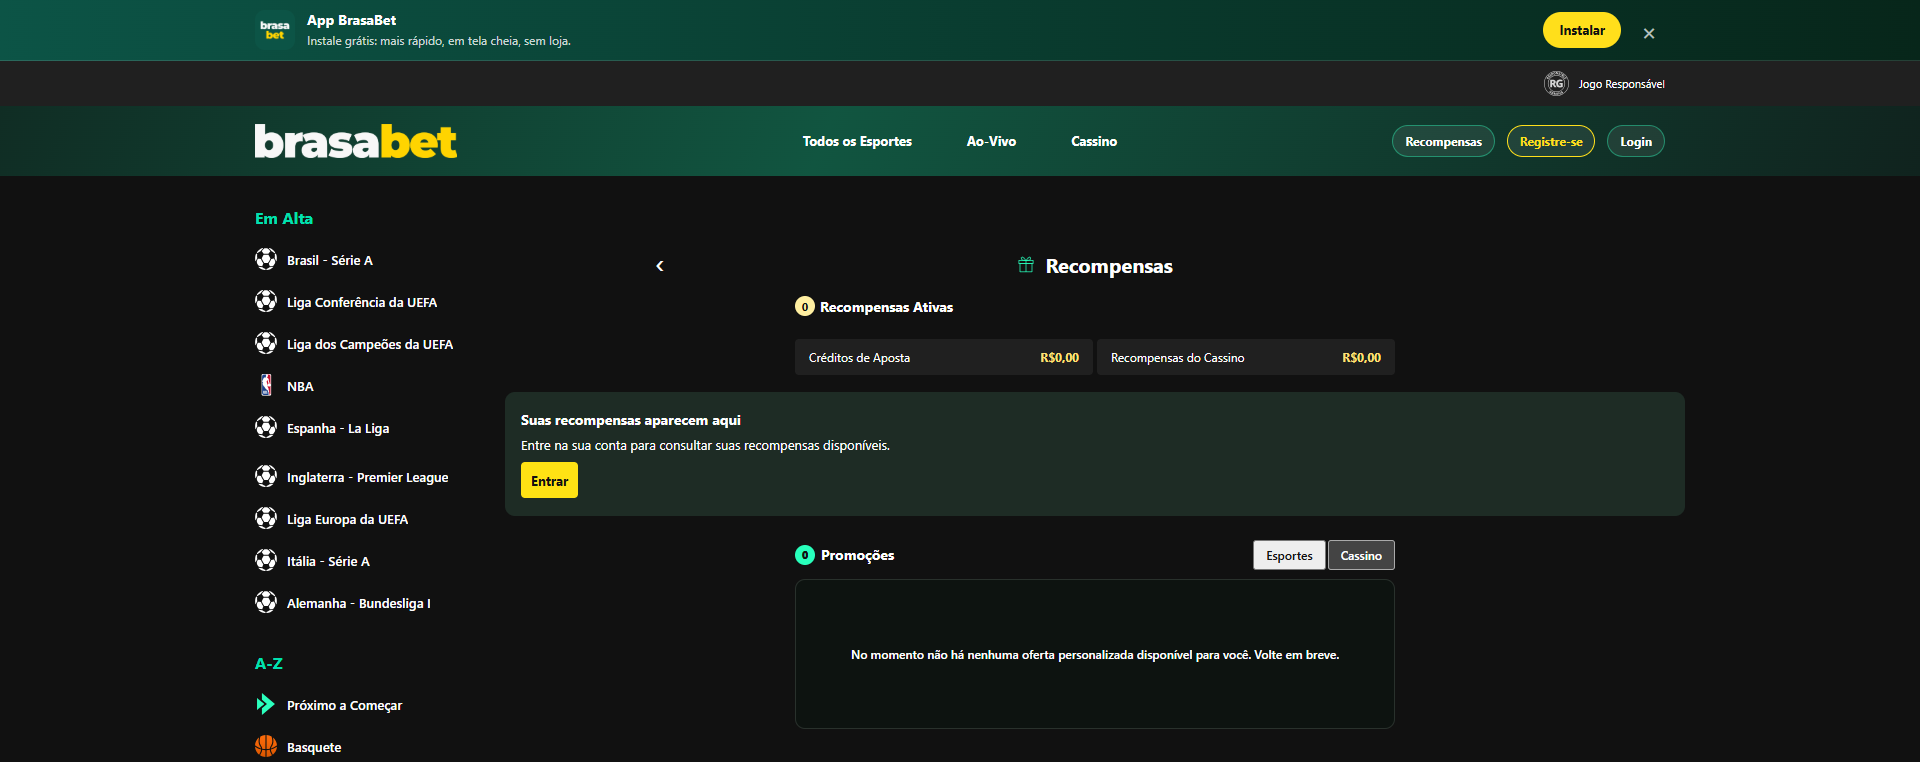 brasa
bet
App BrasaBet
Instale grátis: mais rápido, em tela cheia, sem loja.
Instalar
RG
Jogo Responsável
brasabet
Todos os Esportes
Ao-Vivo
Cassino
Recompensas
Registre-se
Login
Em Alta
Brasil - Série A
Liga Conferência da UEFA
Liga dos Campeões da UEFA
NBA
Espanha - La Liga
Inglaterra - Premier League
Liga Europa da UEFA
Itália - Série A
Alemanha - Bundesliga I
A-Z
Próximo a Começar
Basquete
Recompensas
0 Recompensas Ativas
Créditos de Aposta R$0,00
Recompensas do Cassino R$0,00
Suas recompensas aparecem aqui
Entre na sua conta para consultar suas recompensas disponíveis.
Entrar
0 Promoções
Esportes
Cassino
No momento não há nenhuma oferta personalizada disponível para você. Volte em breve.